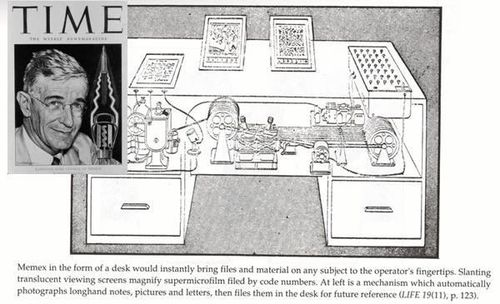 TIME
THE WEEKLY NEWSMAGAZINE
Memex in the form of a desk would instantly bring files and material on any subject to the operator's fingertips. Slanting
translucent viewing screens magnify supermicrofilm filed by code numbers. At left is a mechanism which automatically
photographs longhand notes, pictures and letters, then files them in the desk for future reference (LIFE 19(11), p. 123).